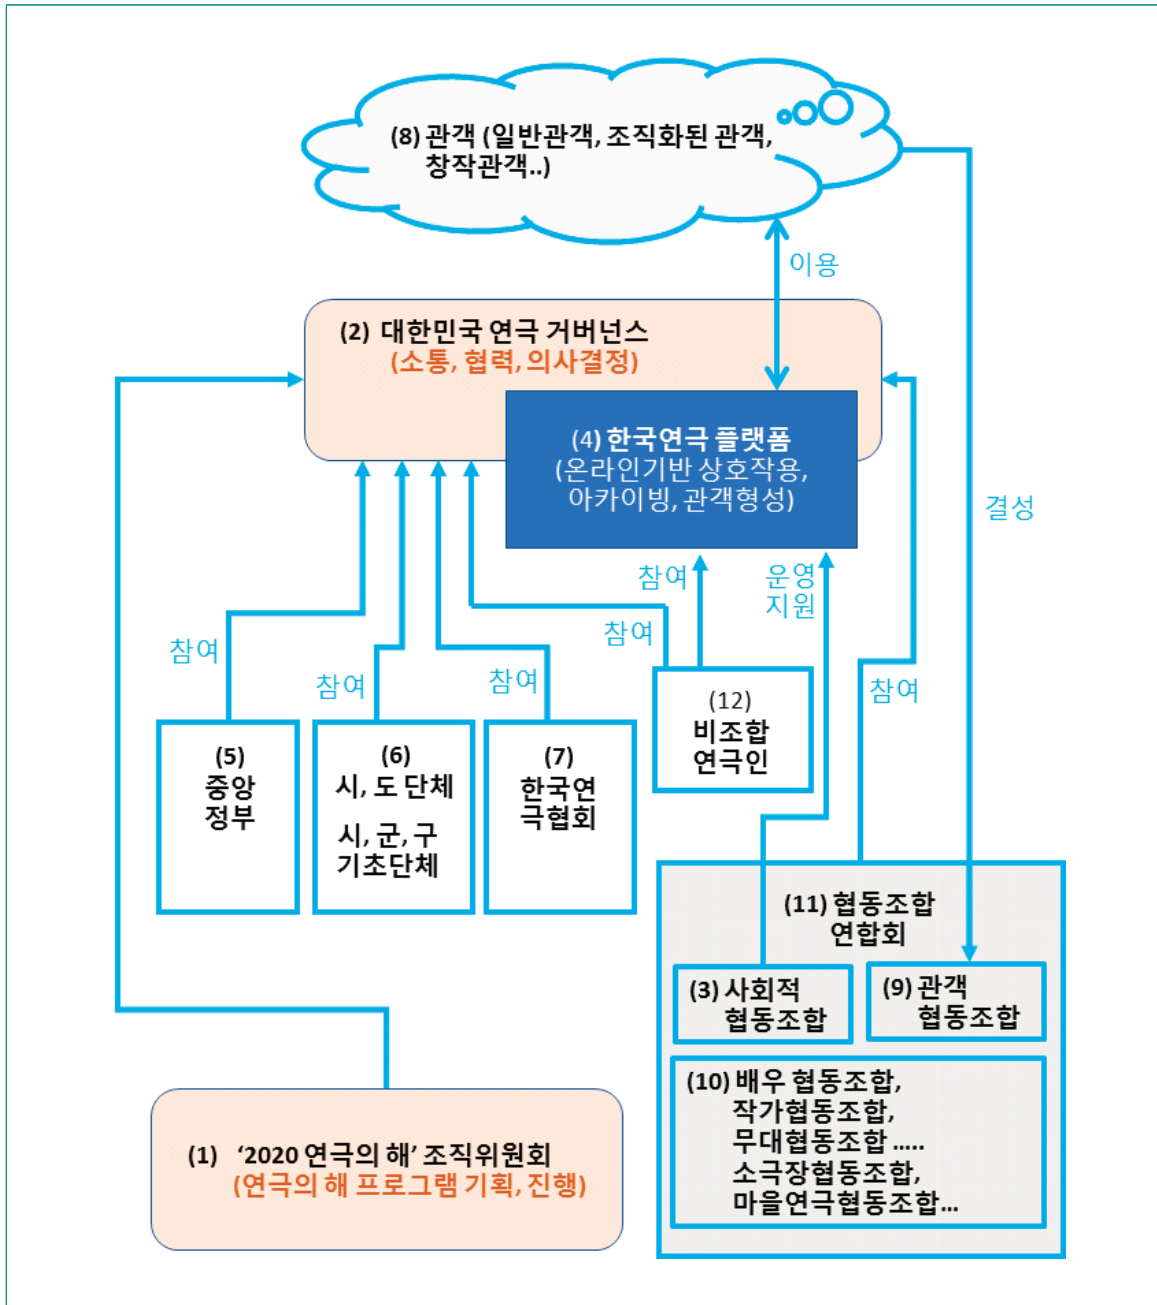 (8) 관객 (일반관객, 조직화된 관객,
창작관객..)
이용
(2) 대한민국 연극 거버넌스
(소통, 협력, 의사결정)
(4) 한국연극 플랫폼
(온라인기반 상호작용,
아카이빙, 관객형성)
결성
참여
운영
지원
참여
참여
참여
참여
참여
(12)
비조합
연극인
(5)
중앙
정부
(6)
시, 도 단체
시, 군, 구
기초단체
(7)
한국연
극협회
(11) 협동조합
연합회
(3) 사회적
협동조합
(9) 관객
협동조합
(10) 배우 협동조합,
작가협동조합,
무대협동조합 .....
소극장협동조합,
마을연극협동조합...
(1) ‘2020 연극의 해’ 조직위원회
(연극의 해 프로그램 기획, 진행)